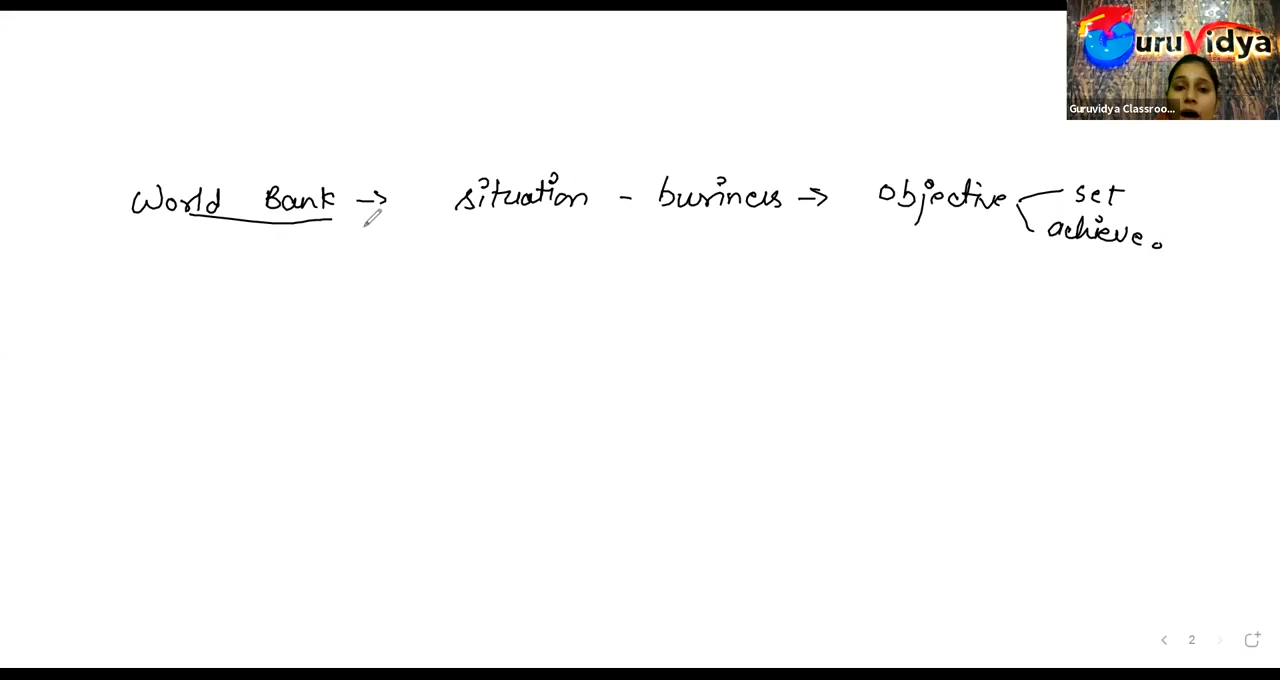 GuruVidya
Guruvidya Classroo...
World Bank → situation - business → objective set
achieve.
2